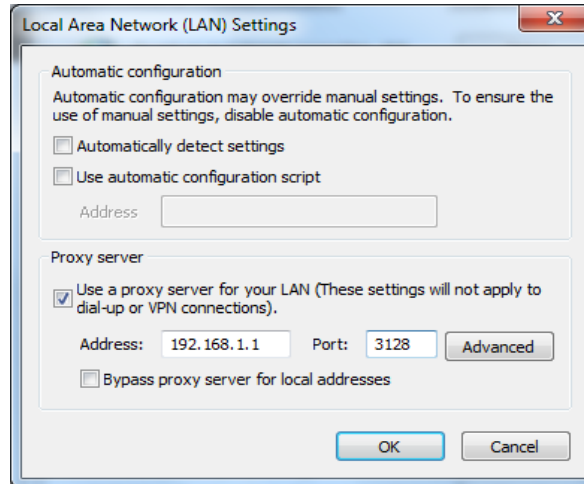 Local Area Network (LAN) Settings
Automatic configuration
Automatic configuration may override manual settings. To ensure the
use of manual settings, disable automatic configuration.
Automatically detect settings
Use automatic configuration script
Address
Proxy server
Use a proxy server for your LAN (These settings will not apply to
dial-up or VPN connections).
Address: 192.168.1.1 Port: 3128 Advanced
Bypass proxy server for local addresses
OK Cancel